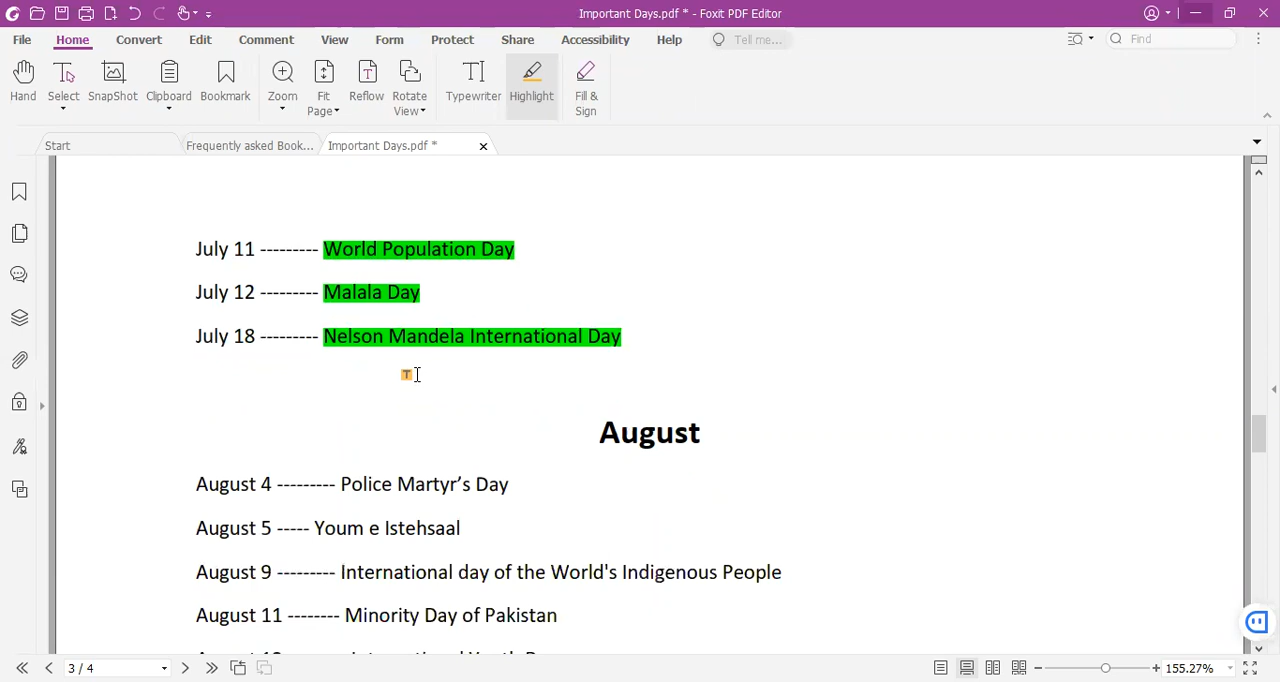 Important Days.pdf * - Foxit PDF Editor
File Home Convert Edit Comment View Form Protect Share Accessibility Help Tell me... Find
Hand Select SnapShot Clipboard Bookmark Zoom Fit Page Reflow Rotate View Typewriter Highlight Fill & Sign
Start Frequently asked Book... Important Days.pdf *
July 11 --------- World Population Day
July 12 --------- Malala Day
July 18 --------- Nelson Mandela International Day
T
August
August 4 --------- Police Martyr’s Day
August 5 ----- Youm e Istehsaal
August 9 --------- International day of the World's Indigenous People
August 11 -------- Minority Day of Pakistan
3 / 4 155.27%